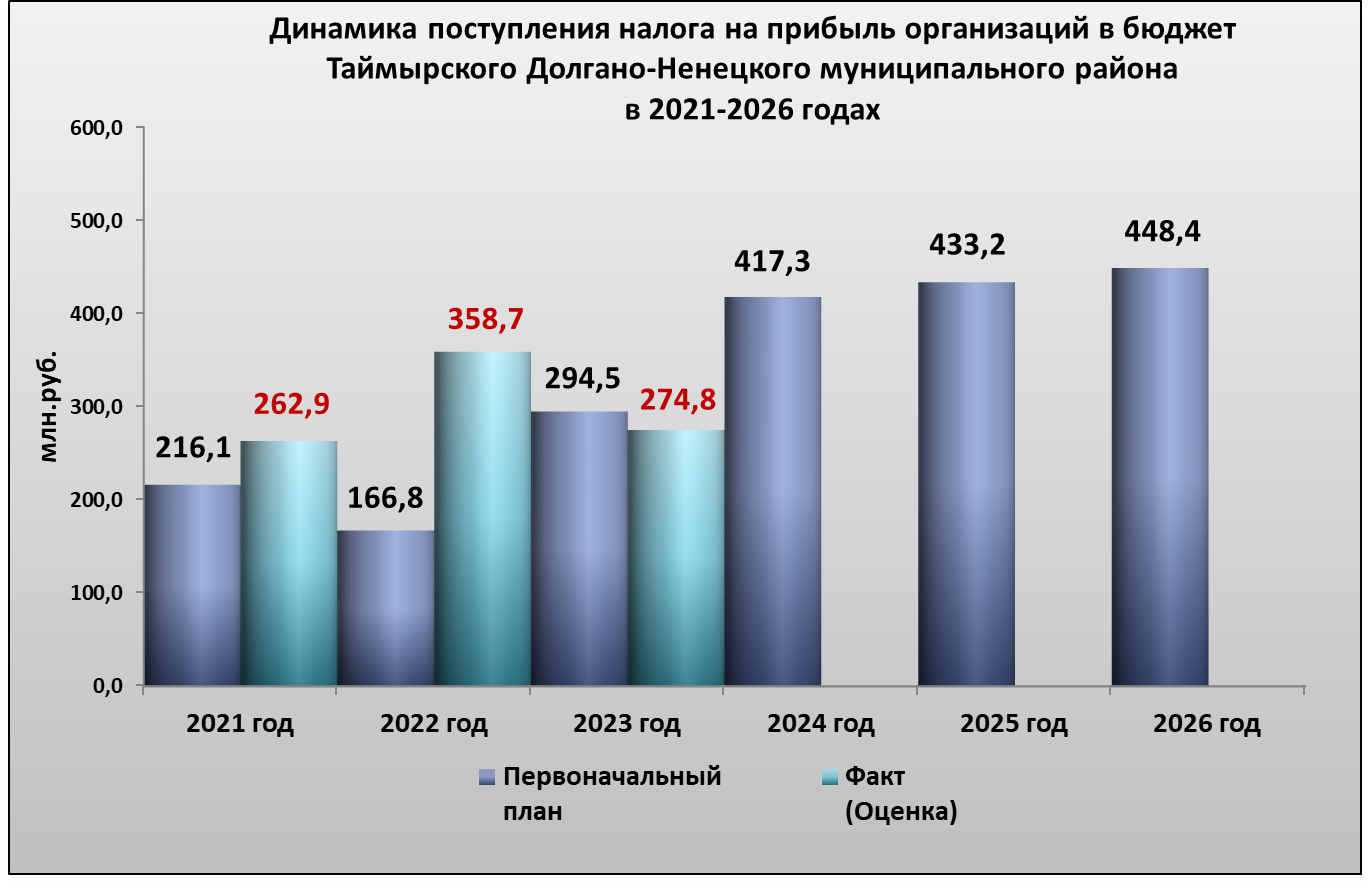 Динамика поступления налога на прибыль организаций в бюджет
Таймырского Долгано-Ненецкого муниципального района
в 2021-2026 годах
млн.руб.
600,0
500,0
400,0
300,0
200,0
100,0
0,0
216,1
262,9
166,8
358,7
294,5
274,8
417,3
433,2
448,4
2021 год
2022 год
2023 год
2024 год
2025 год
2026 год
Первоначальный
план
Факт
(Оценка)